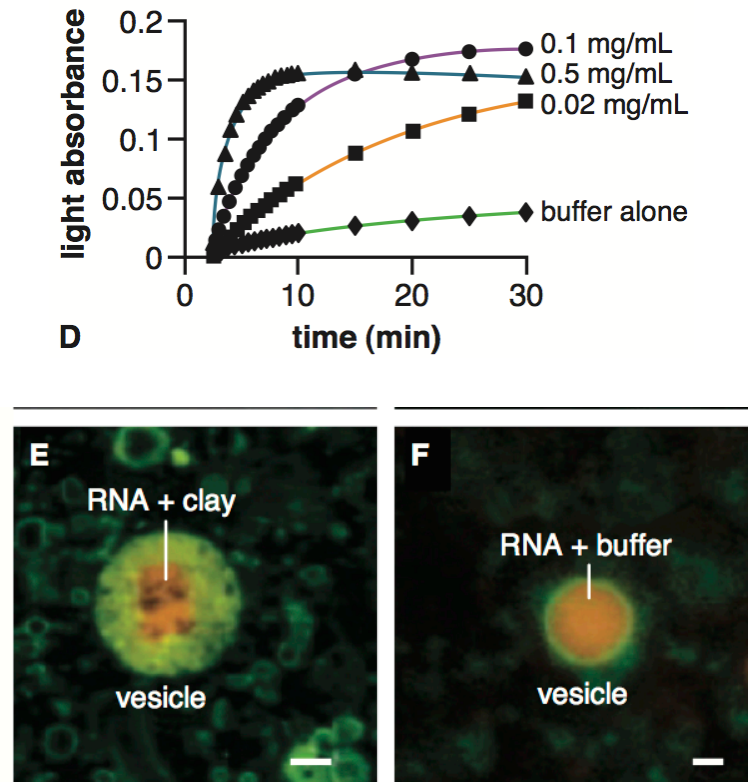 0.2
0.1 mg/mL
0.15
0.5 mg/mL
0.02 mg/mL
0.1
light absorbance
0.05
buffer alone
0
0 10 20 30
D
time (min)
E
RNA + clay
vesicle
F
RNA + buffer
vesicle